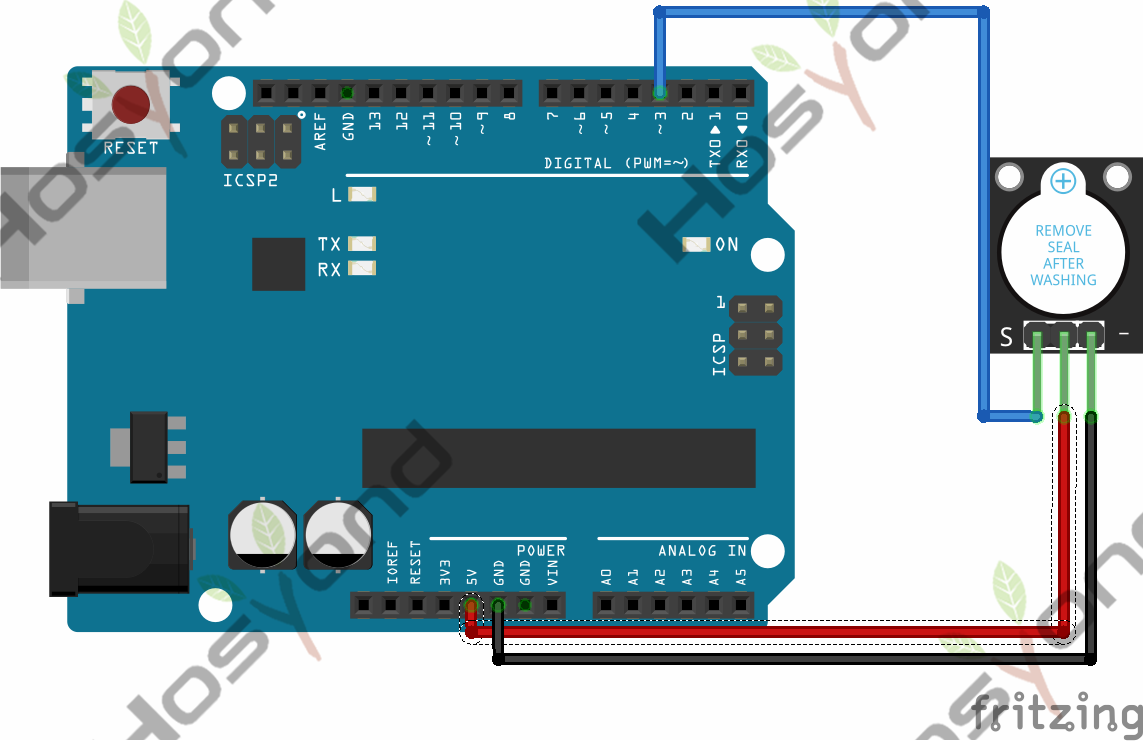 RESET
ICSP2
AREF
GND
13
12
~11
~10
~9
8
7
~6
~5
4
~3
2
TX0 ▶ 1
RX0 ◀ 0
DIGITAL (PWM=~)
L
TX
RX
ON
1
ICSP
REMOVE
SEAL
AFTER
WASHING
S
−
POWER
ANALOG IN
IOREF
RESET
3V3
5V
GND
GND
VIN
A0
A1
A2
A3
A4
A5
Hosyond
Hosyond
Hosyond
fritzing